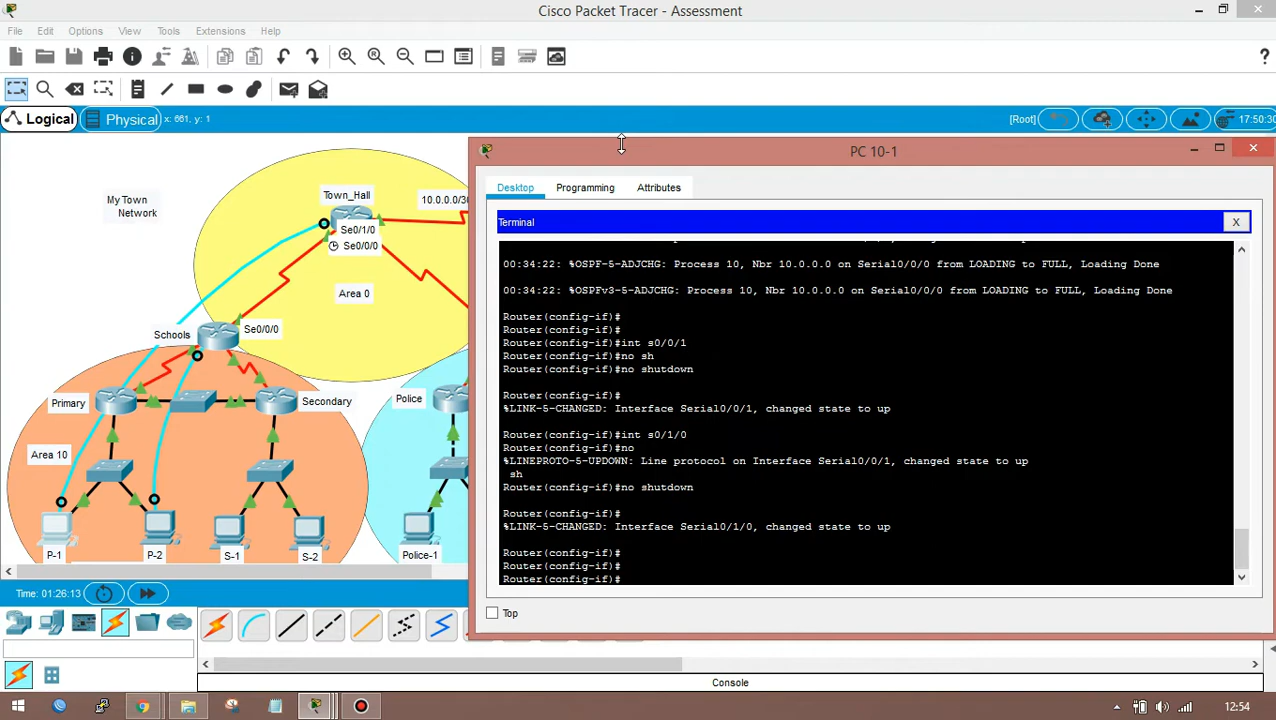 Cisco Packet Tracer - Assessment
File Edit Options View Tools Extensions Help
Logical Physical x: 661, y: 1 [Root] 17:50:30
My Town
Network
Town_Hall
10.0.0.0/30
Se0/1/0
Se0/0/0
Area 0
Schools
Se0/0/0
Primary
Secondary
Police
Area 10
P-1
P-2
S-1
S-2
Police-1
PC 10-1
Desktop Programming Attributes
Terminal X
00:34:22: %OSPF-5-ADJCHG: Process 10, Nbr 10.0.0.0 on Serial0/0/0 from LOADING to FULL, Loading Done
00:34:22: %OSPFv3-5-ADJCHG: Process 10, Nbr 10.0.0.0 on Serial0/0/0 from LOADING to FULL, Loading Done
Router(config-if)#
Router(config-if)#
Router(config-if)#int s0/0/1
Router(config-if)#no sh
Router(config-if)#no shutdown
Router(config-if)#
%LINK-5-CHANGED: Interface Serial0/0/1, changed state to up
Router(config-if)#int s0/1/0
Router(config-if)#no
%LINEPROTO-5-UPDOWN: Line protocol on Interface Serial0/0/1, changed state to up
sh
Router(config-if)#no shutdown
Router(config-if)#
%LINK-5-CHANGED: Interface Serial0/1/0, changed state to up
Router(config-if)#
Router(config-if)#
Router(config-if)#
Top
Time: 01:26:13
Console
12:54